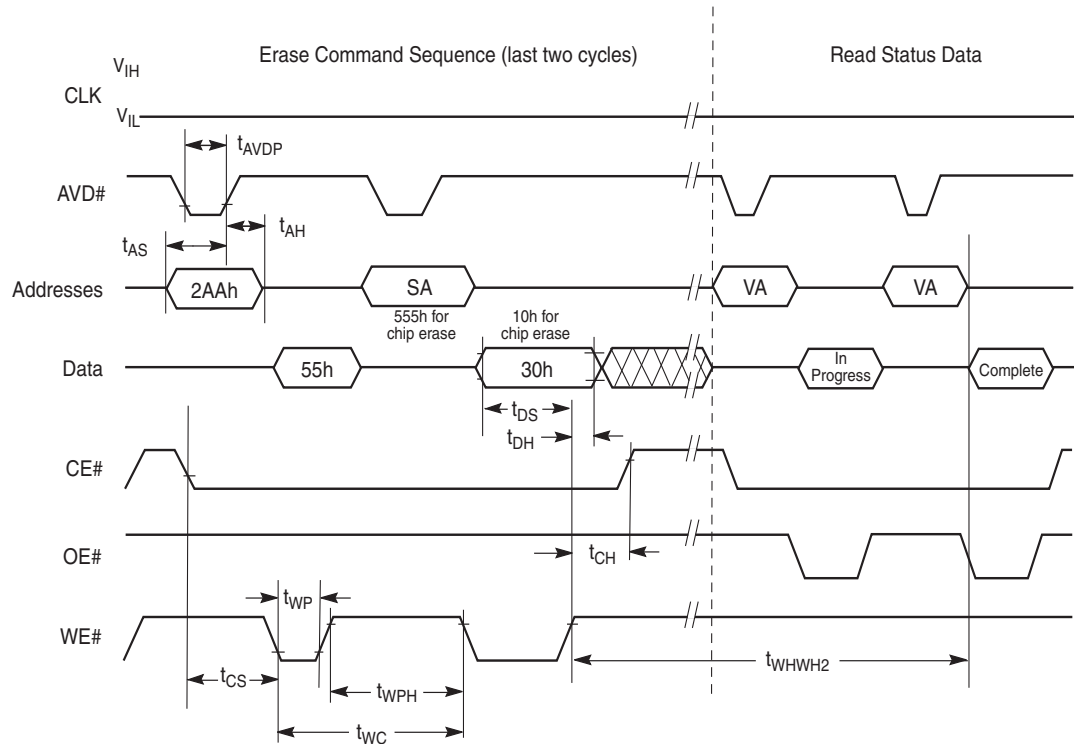 Erase Command Sequence (last two cycles)
Read Status Data
VIH
CLK
VIL
tAVDP
AVD#
tAH
tAS
Addresses
2AAh
SA
VA
VA
555h for
chip erase
10h for
chip erase
Data
55h
30h
In
Progress
Complete
tDS
tDH
CE#
OE#
tCH
tWP
WE#
tCS
tWPH
tWHWH2
tWC